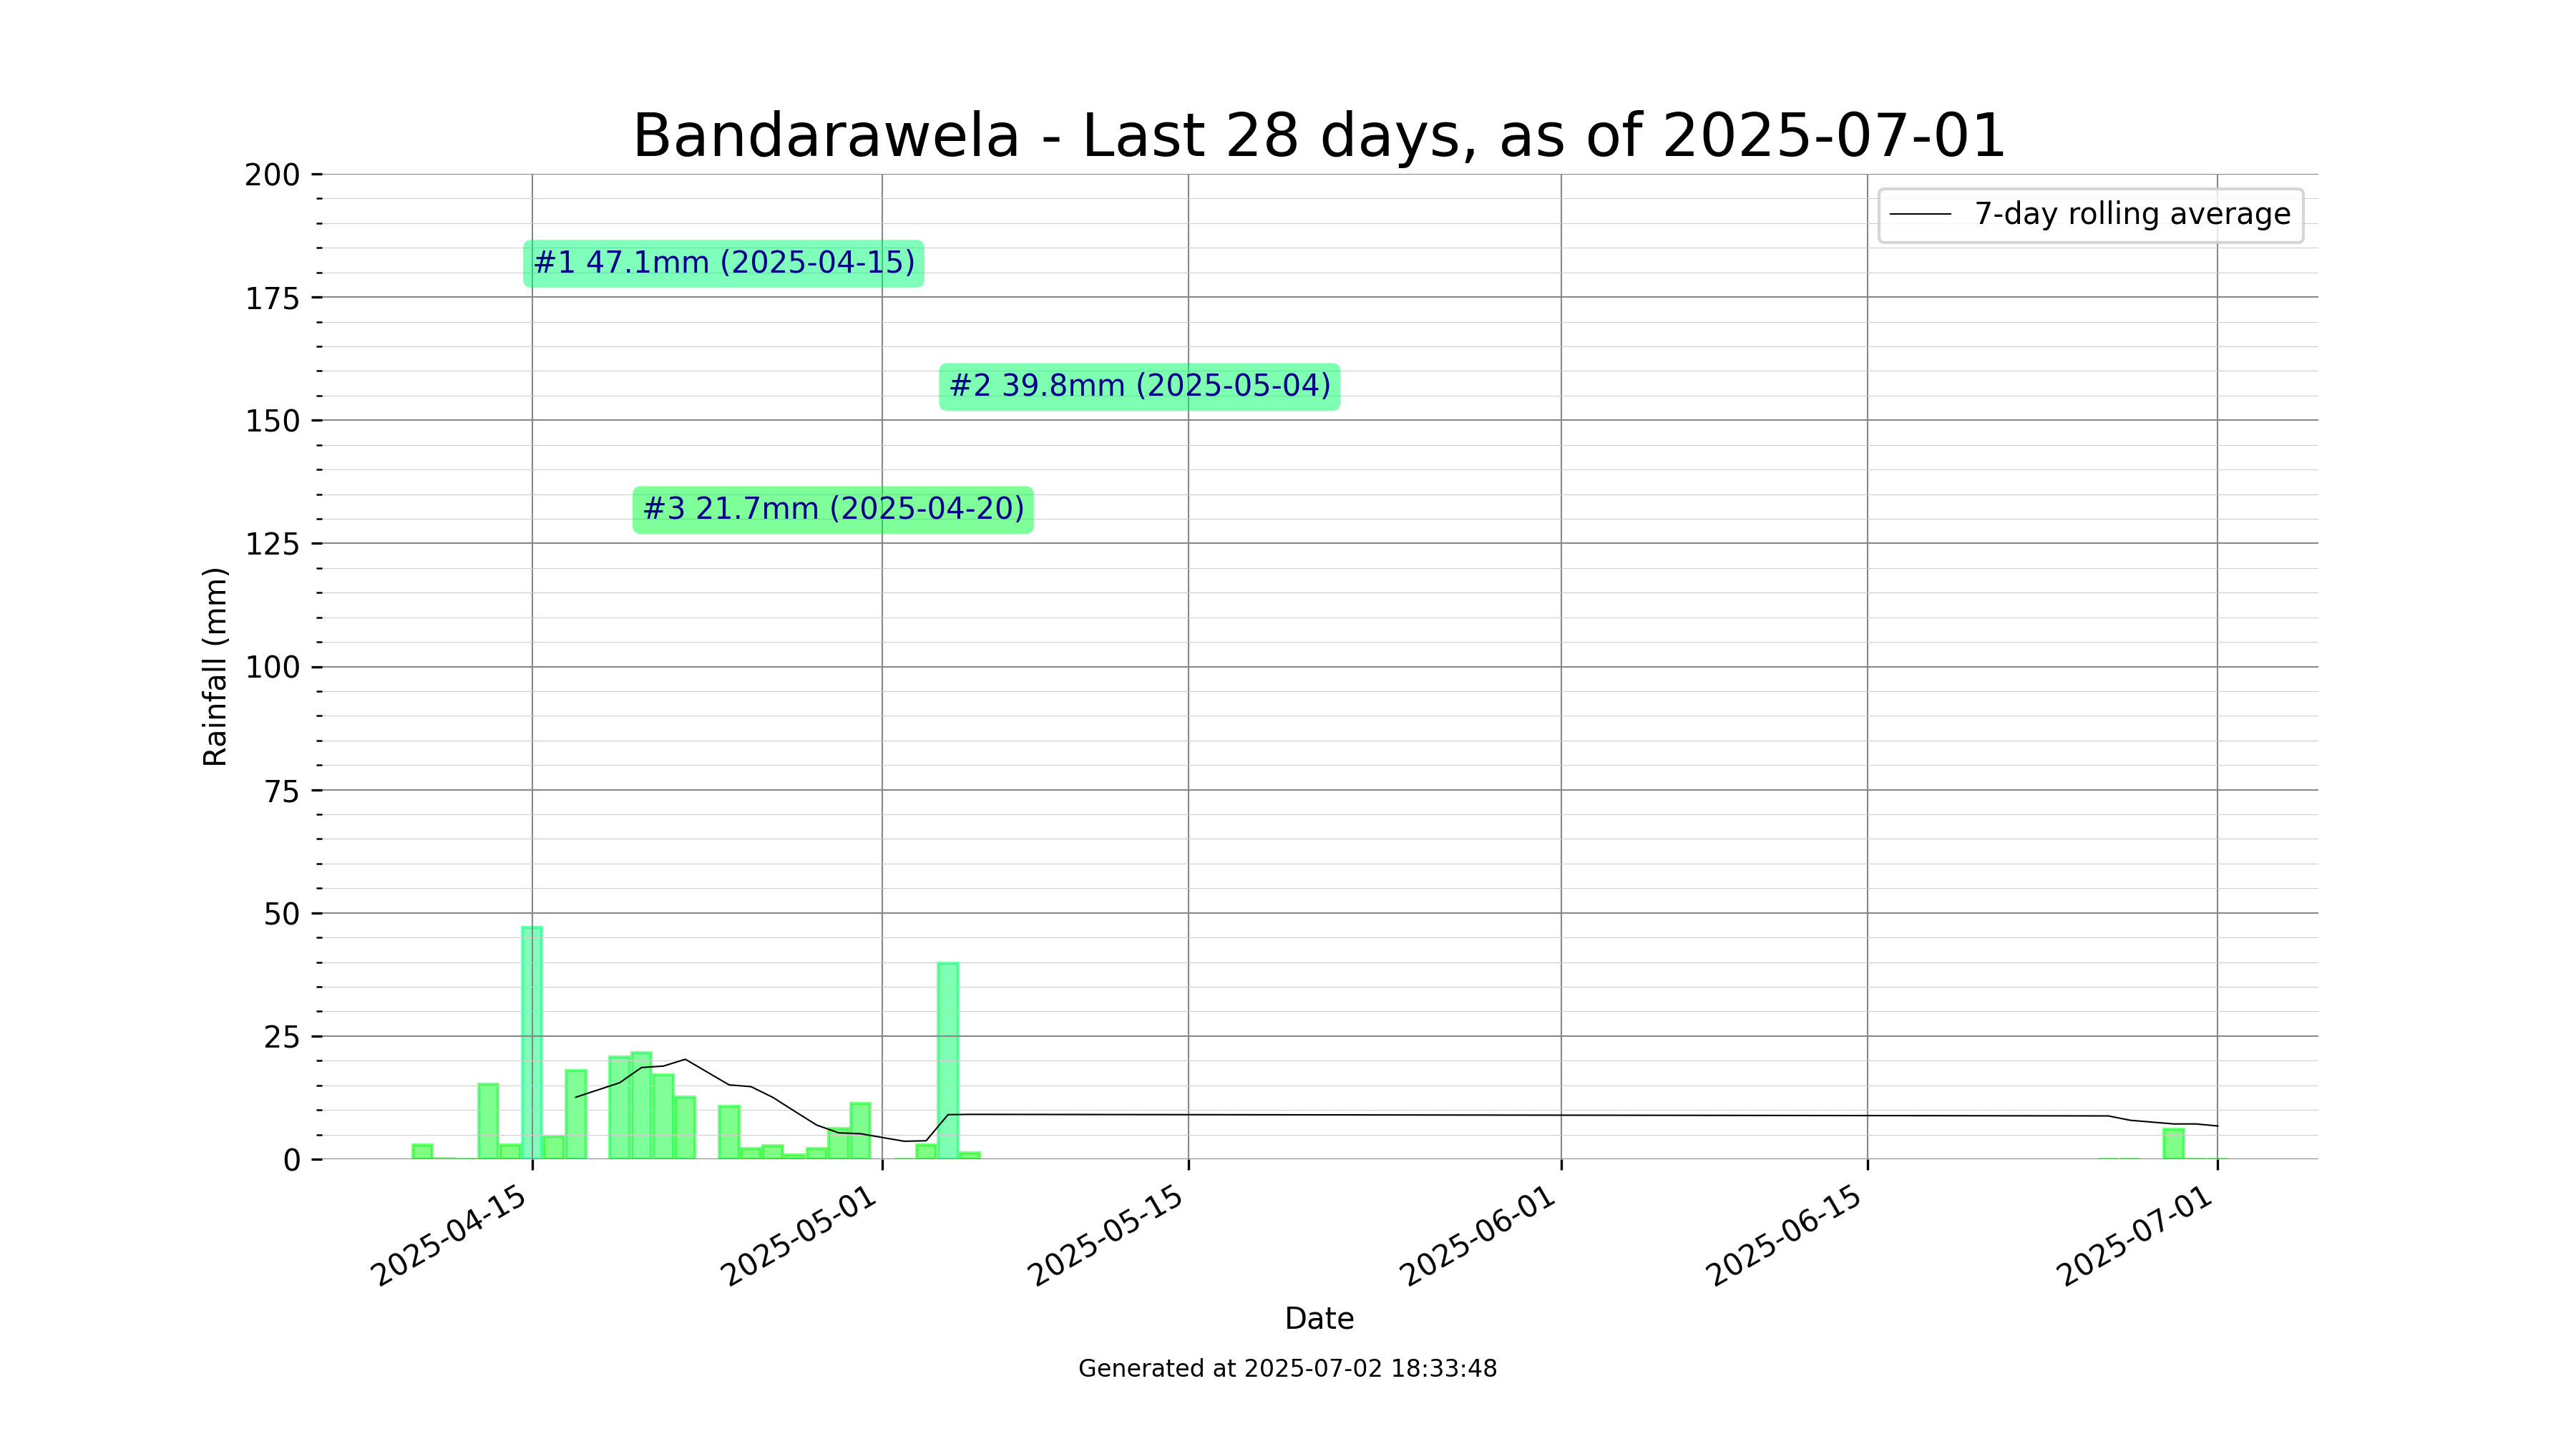 Bandarawela - Last 28 days, as of 2025-07-01
200
175
150
125
100
75
50
25
0
Rainfall (mm)
7-day rolling average
#1 47.1mm (2025-04-15)
#2 39.8mm (2025-05-04)
#3 21.7mm (2025-04-20)
2025-04-15
2025-05-01
2025-05-15
2025-06-01
2025-06-15
2025-07-01
Date
Generated at 2025-07-02 18:33:48